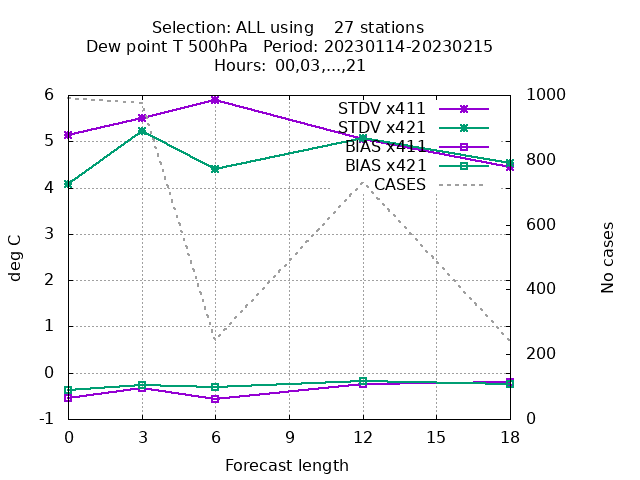 Selection: ALL using    27 stations
Dew point T 500hPa   Period: 20230114-20230215
Hours: 00,03,...,21
STDV x411
STDV x421
BIAS x411
BIAS x421
CASES
6
5
4
3
2
1
0
-1
1000
800
600
400
200
0
deg C
No cases
0 3 6 9 12 15 18
Forecast length